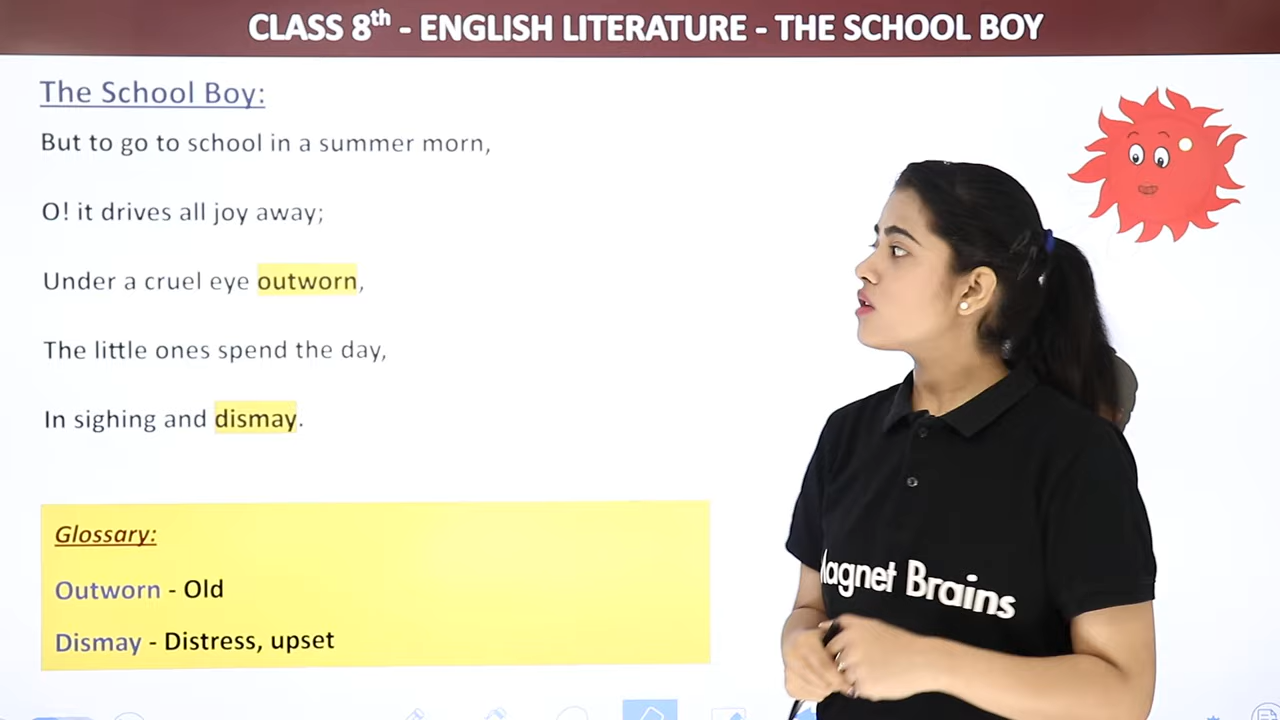 CLASS 8th - ENGLISH LITERATURE - THE SCHOOL BOY
The School Boy:
But to go to school in a summer morn,
O! it drives all joy away;
Under a cruel eye outworn,
The little ones spend the day,
In sighing and dismay.
Glossary:
Outworn - Old
Dismay - Distress, upset
Magnet Brains